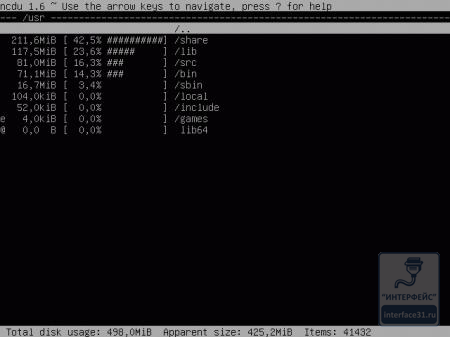 ncdu 1.6 ~ Use the arrow keys to navigate, press ? for help
--- /usr ---
/..
211,6MiB [ 42,5% ##########] /share
117,5MiB [ 23,6% ##### ] /lib
81,0MiB [ 16,3% ### ] /src
71,1MiB [ 14,3% ### ] /bin
16,7MiB [ 3,4% ] /sbin
104,0kiB [ 0,0% ] /local
52,0kiB [ 0,0% ] /include
e 4,0kiB [ 0,0% ] /games
@ 0,0 B [ 0,0% ] lib64
"ИНТЕРФЕЙС"
interface31.ru
Total disk usage: 498,0MiB Apparent size: 425,2MiB Items: 41432